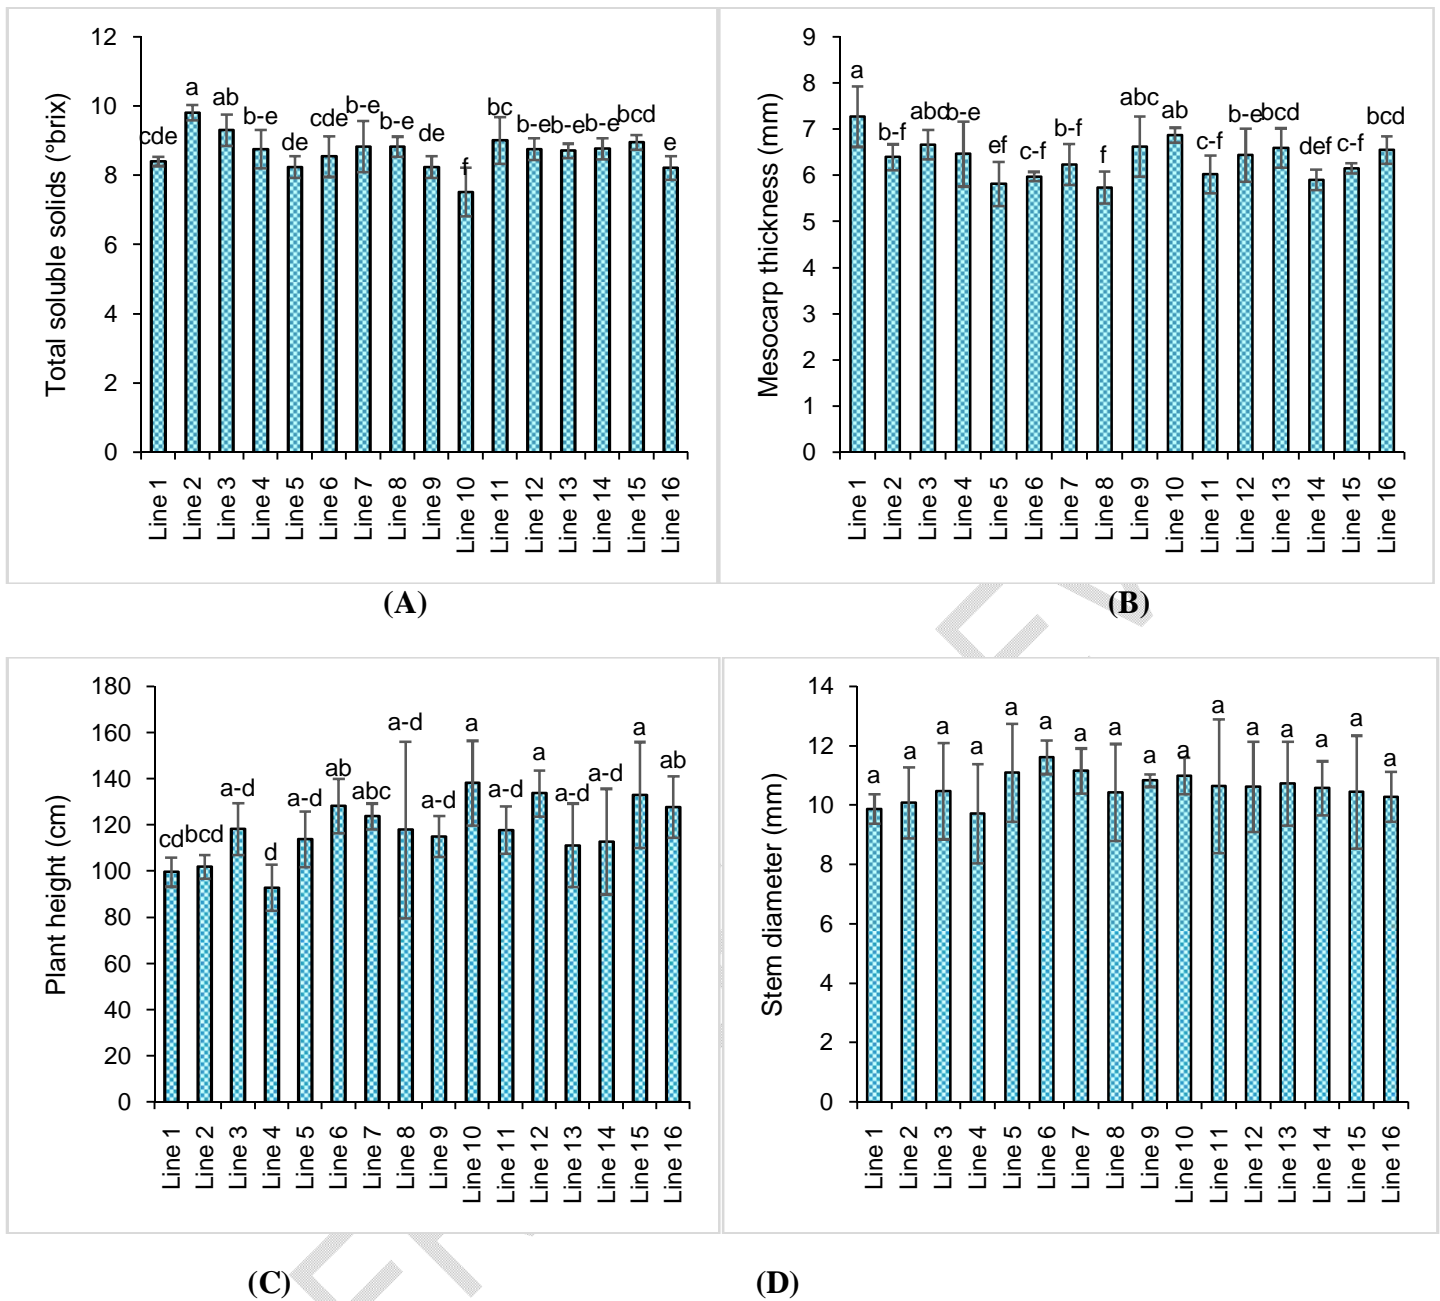 Total soluble solids (°brix)
12
10
8
6
4
2
0
cde a ab b-e de cde b-e b-e de f bc b-e b-e b-e bcd e
Line 1 Line 2 Line 3 Line 4 Line 5 Line 6 Line 7 Line 8 Line 9 Line 10 Line 11 Line 12 Line 13 Line 14 Line 15 Line 16
(A)
Mesocarp thickness (mm)
9
8
7
6
5
4
3
2
1
0
a b-f abc b-e ef c-f b-f f abc ab c-f b-e bcd def c-f bcd
Line 1 Line 2 Line 3 Line 4 Line 5 Line 6 Line 7 Line 8 Line 9 Line 10 Line 11 Line 12 Line 13 Line 14 Line 15 Line 16
(B)
Plant height (cm)
180
160
140
120
100
80
60
40
20
0
cd bcd a-d d a-d ab abc a-d a-d a a-d a a-d a-d a ab
Line 1 Line 2 Line 3 Line 4 Line 5 Line 6 Line 7 Line 8 Line 9 Line 10 Line 11 Line 12 Line 13 Line 14 Line 15 Line 16
(C)
Stem diameter (mm)
14
12
10
8
6
4
2
0
a a a a a a a a a a a a a a a a
Line 1 Line 2 Line 3 Line 4 Line 5 Line 6 Line 7 Line 8 Line 9 Line 10 Line 11 Line 12 Line 13 Line 14 Line 15 Line 16
(D)